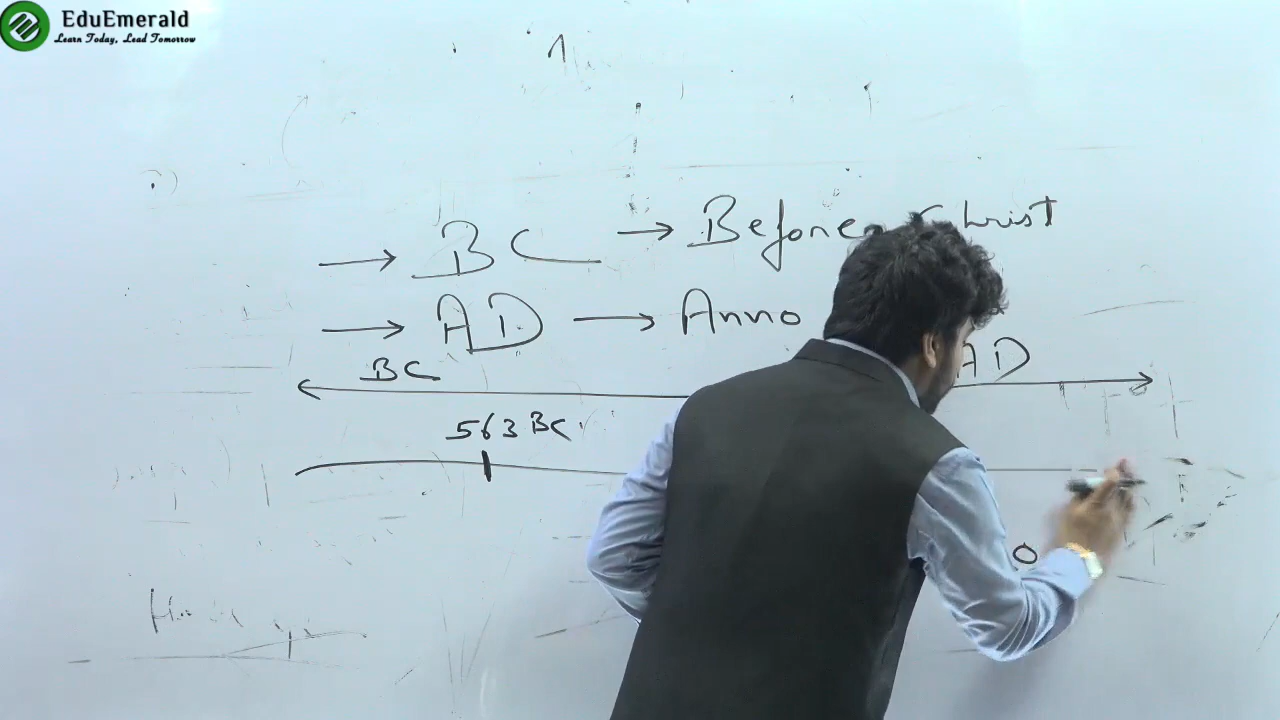 EduEmerald
Learn Today, Lead Tomorrow
→ BC → Before Christ
→ AD → Anno
BC AD
563 BC